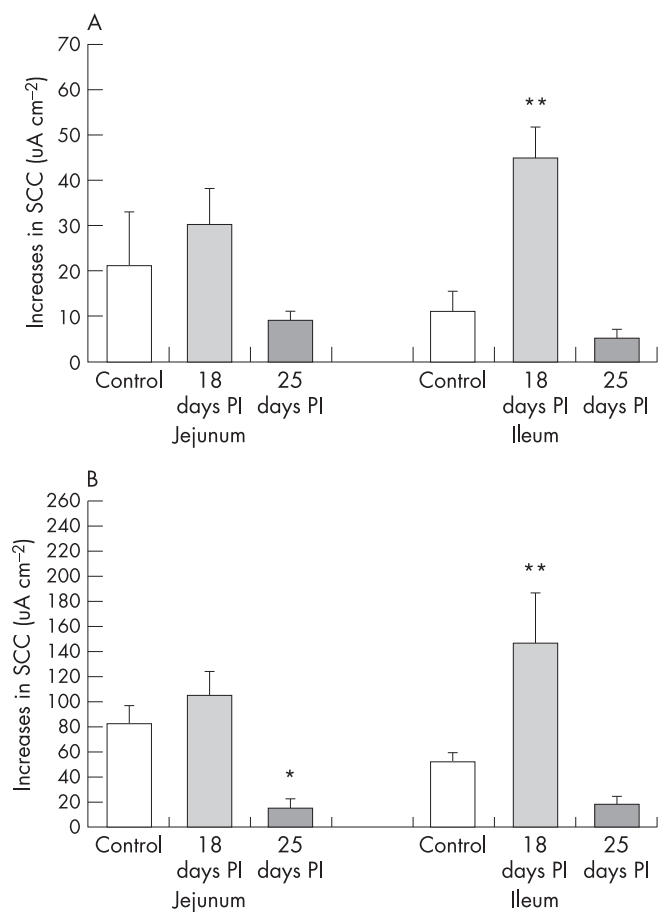 A
Increases in SCC (uA cm–2)
70
60
50
40
30
20
10
0
**
Control
18
days PI
25
days PI
Control
18
days PI
25
days PI
Jejunum
Ileum
B
Increases in SCC (uA cm–2)
260
240
220
200
180
160
140
120
100
80
60
40
20
0
*
**
Control
18
days PI
25
days PI
Control
18
days PI
25
days PI
Jejunum
Ileum